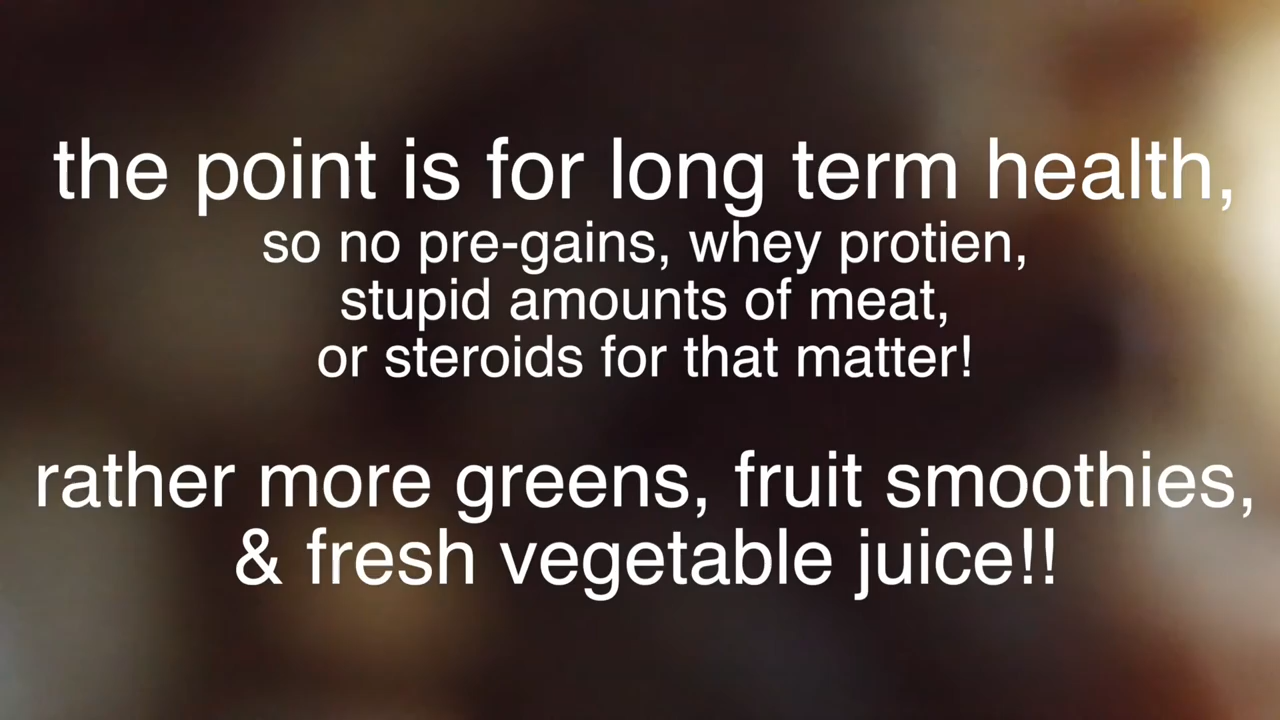 the point is for long term health,
so no pre-gains, whey protien,
stupid amounts of meat,
or steroids for that matter!
rather more greens, fruit smoothies,
& fresh vegetable juice!!